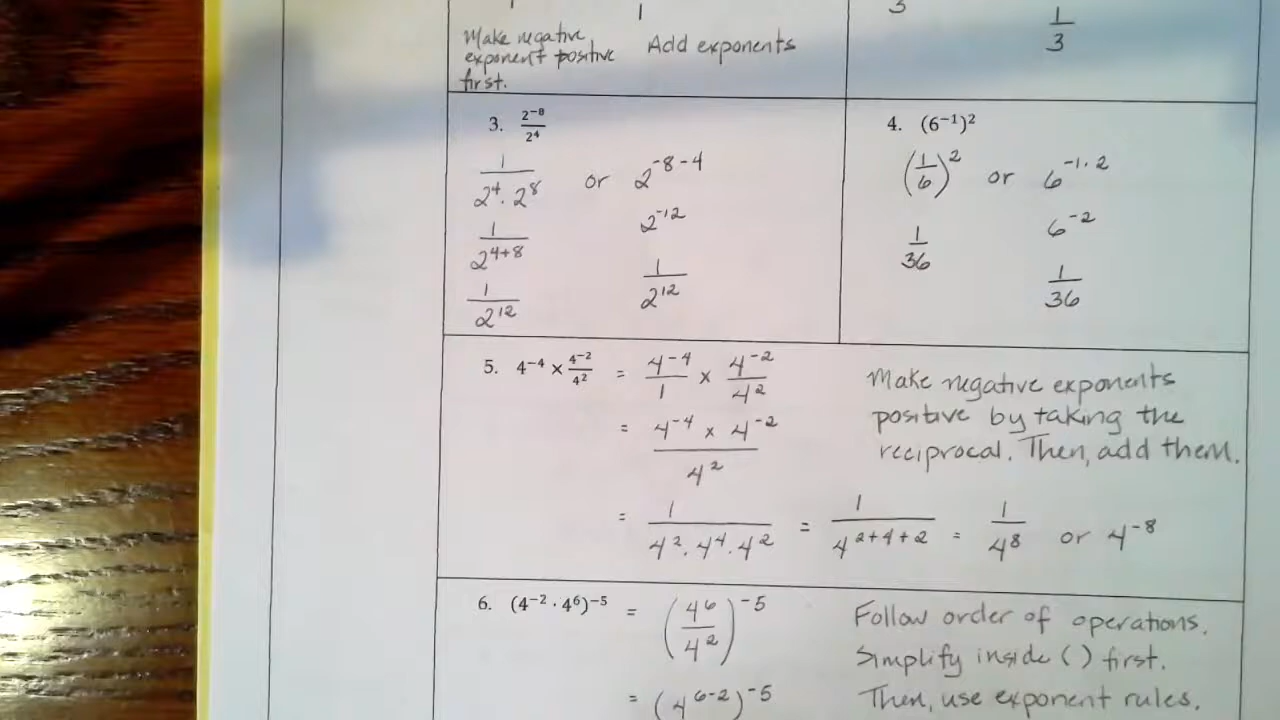 1 1
Make negative
exponent positive
first.
Add exponents
3
1/3
3. 2⁻⁸/2⁴
1/(2⁴ · 2⁸) or 2⁻⁸⁻⁴
1/2⁴⁺⁸ 2⁻¹²
1/2¹² 1/2¹²
4. (6⁻¹)²
(1/6)² or 6^(-1·2)
1/36 6⁻²
1/36
5. 4⁻⁴ × 4⁻²/4² = 4⁻⁴/1 × 4⁻²/4²
= (4⁻⁴ × 4⁻²)/4²
Make negative exponents
positive by taking the
reciprocal. Then, add them.
= 1/(4² · 4⁴ · 4²) = 1/4²⁺⁴⁺² = 1/4⁸ or 4⁻⁸
6. (4⁻² · 4⁶)⁻⁵ = (4⁶/4²)⁻⁵
= (4⁶⁻²)⁻⁵
Follow order of operations.
Simplify inside ( ) first.
Then, use exponent rules.